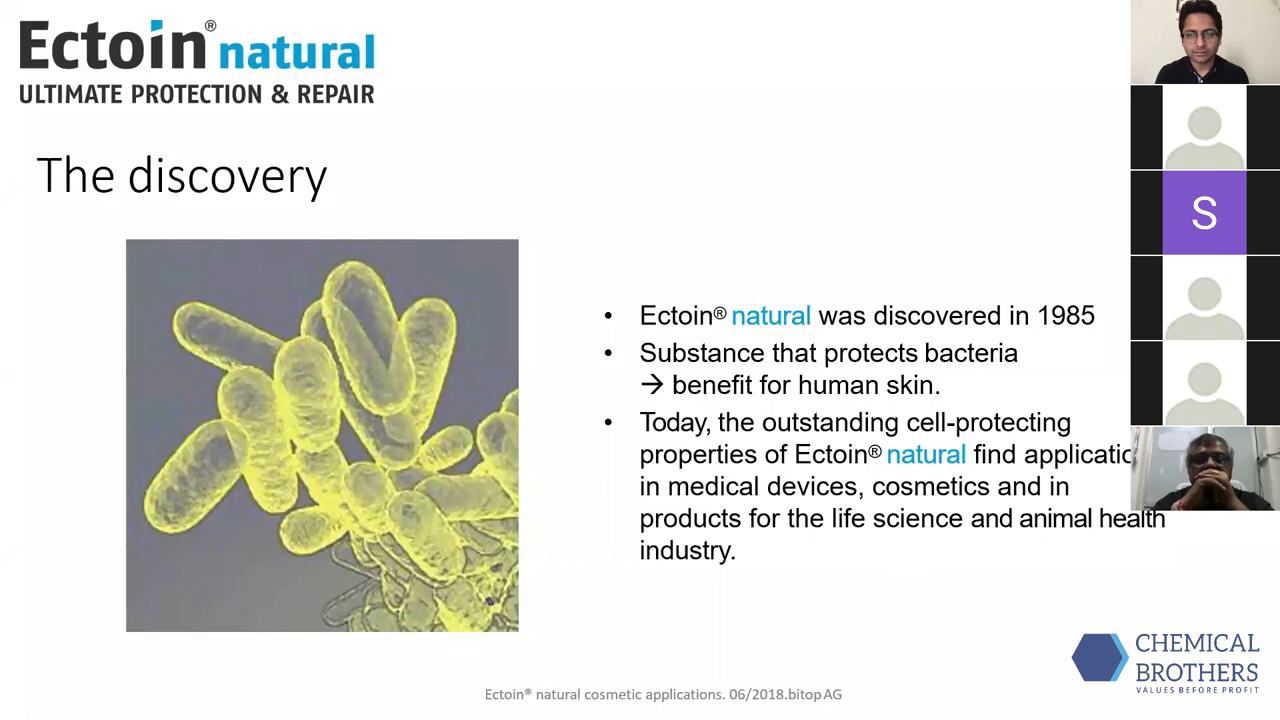 Ectoin® natural
ULTIMATE PROTECTION & REPAIR
The discovery
• Ectoin® natural was discovered in 1985
• Substance that protects bacteria
→ benefit for human skin.
• Today, the outstanding cell-protecting
properties of Ectoin® natural find applicatio
in medical devices, cosmetics and in
products for the life science and animal health
industry.
S
CHEMICAL
BROTHERS
VALUES BEFORE PROFIT
Ectoin® natural cosmetic applications. 06/2018.bitop AG